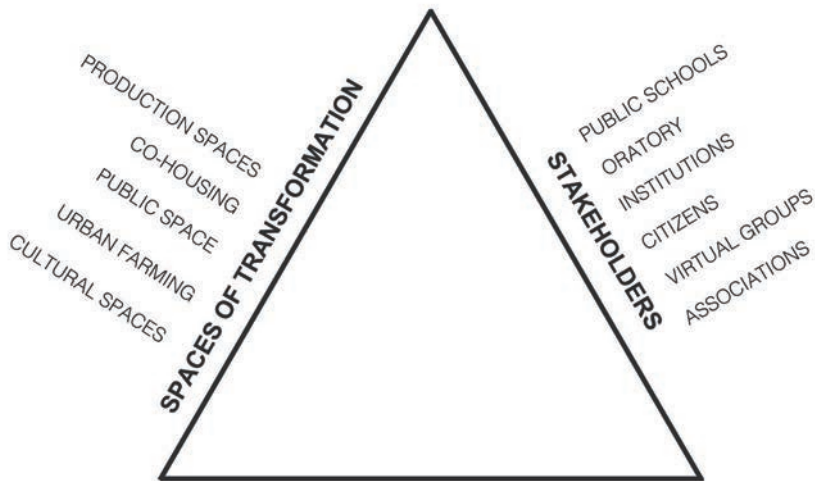 PRODUCTION SPACES
CO-HOUSING
PUBLIC SPACE
URBAN FARMING
CULTURAL SPACES
SPACES OF TRANSFORMATION
STAKEHOLDERS
PUBLIC SCHOOLS
ORATORY
INSTITUTIONS
CITIZENS
VIRTUAL GROUPS
ASSOCIATIONS